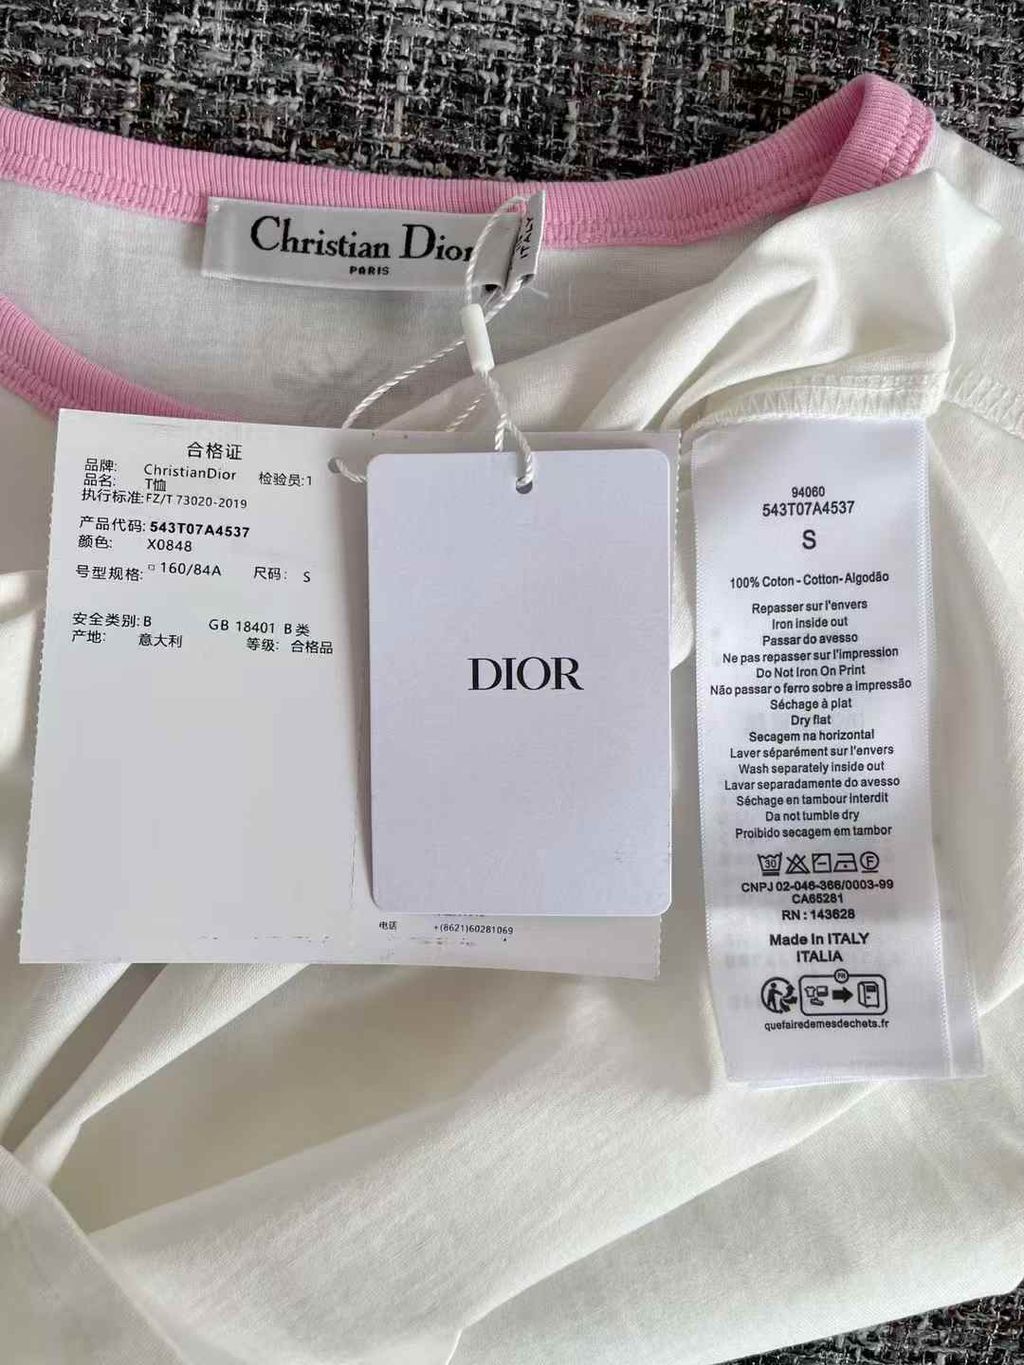 Christian Dior
PARIS
ITALY
合格证
品牌: ChristianDior 检验员:1
品名: T恤
执行标准:FZ/T 73020-2019
产品代码: 543T07A4537
颜色: X0848
号型规格: 160/84A 尺码: S
安全类别: B GB 18401 B类
产地: 意大利 等级: 合格品
电话 +(8621)60281069
DIOR
94060
543T07A4537
S
100% Coton - Cotton- Algodão
Repasser sur l'envers
Iron inside out
Passar do avesso
Ne pas repasser sur l'impression
Do Not Iron On Print
Não passar o ferro sobre a impressão
Séchage à plat
Dry flat
Secagem na horizontal
Laver séparément sur l'envers
Wash separately inside out
Lavar separadamente do avesso
Séchage en tambour interdit
Da not tumble dry
Proibido secagem em tambor
30 F
CNPJ 02-046-366/0003-99
CA65281
RN : 143628
Made In ITALY
ITALIA
FR
quefairedemesdechets.fr